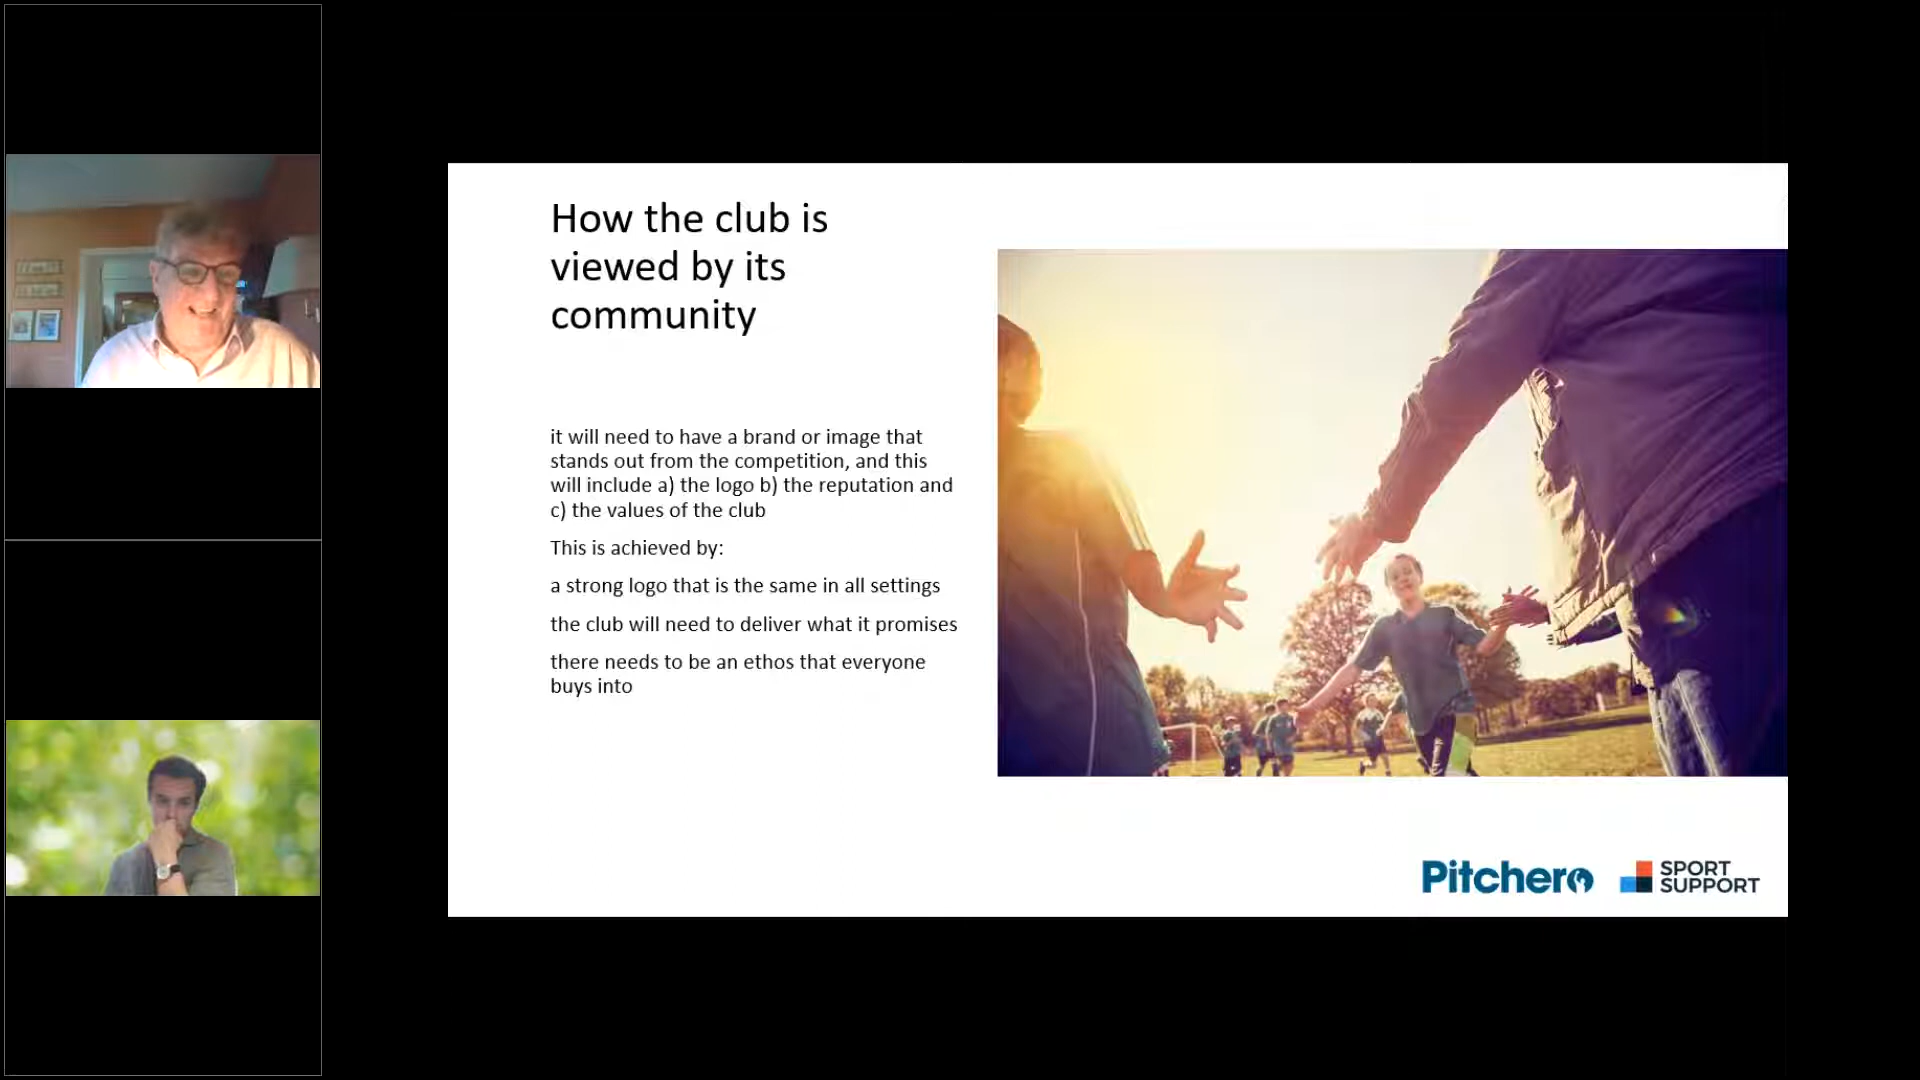 How the club is
viewed by its
community
it will need to have a brand or image that
stands out from the competition, and this
will include a) the logo b) the reputation and
c) the values of the club
This is achieved by:
a strong logo that is the same in all settings
the club will need to deliver what it promises
there needs to be an ethos that everyone
buys into
Pitchero
SPORT
SUPPORT